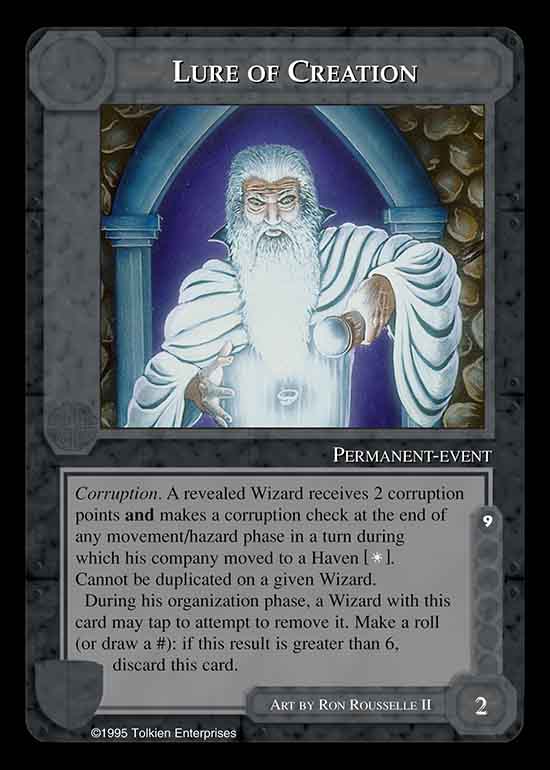 LURE OF CREATION
PERMANENT-EVENT
Corruption. A revealed Wizard receives 2 corruption
points and makes a corruption check at the end of
any movement/hazard phase in a turn during
which his company moved to a Haven [☀].
Cannot be duplicated on a given Wizard.
During his organization phase, a Wizard with this
card may tap to attempt to remove it. Make a roll
(or draw a #): if this result is greater than 6,
discard this card.
9
ART BY RON ROUSSELLE II
2
©1995 Tolkien Enterprises